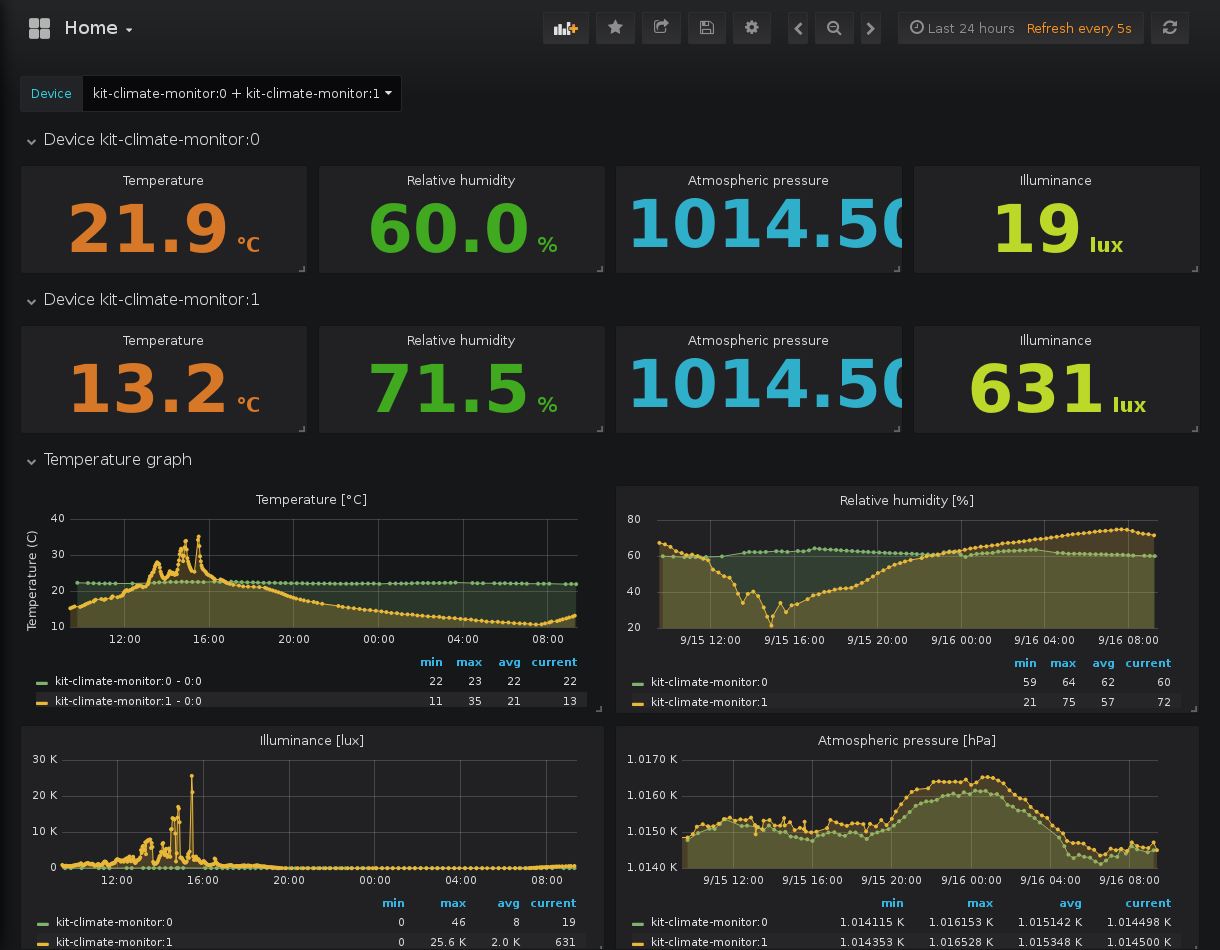 Home
Last 24 hours Refresh every 5s
Device kit-climate-monitor:0 + kit-climate-monitor:1
Device kit-climate-monitor:0
Temperature Relative humidity Atmospheric pressure Illuminance
21.9 °C 60.0 % 1014.50 19 lux
Device kit-climate-monitor:1
Temperature Relative humidity Atmospheric pressure Illuminance
13.2 °C 71.5 % 1014.50 631 lux
Temperature graph
Temperature [°C]
Temperature (C)
40
30
20
10
12:00 16:00 20:00 00:00 04:00 08:00
min max avg current
kit-climate-monitor:0 - 0:0 22 23 22 22
kit-climate-monitor:1 - 0:0 11 35 21 13
Relative humidity [%]
80
60
40
20
9/15 12:00 9/15 16:00 9/15 20:00 9/16 00:00 9/16 04:00 9/16 08:00
min max avg current
kit-climate-monitor:0 59 64 62 60
kit-climate-monitor:1 21 75 57 72
Illuminance [lux]
30 K
20 K
10 K
0
12:00 16:00 20:00 00:00 04:00 08:00
min max avg current
kit-climate-monitor:0 0 46 8 19
kit-climate-monitor:1 0 25.6 K 2.0 K 631
Atmospheric pressure [hPa]
1.0170 K
1.0160 K
1.0150 K
1.0140 K
9/15 12:00 9/15 16:00 9/15 20:00 9/16 00:00 9/16 04:00 9/16 08:00
min max avg current
kit-climate-monitor:0 1.014115 K 1.016153 K 1.015142 K 1.014498 K
kit-climate-monitor:1 1.014353 K 1.016528 K 1.015348 K 1.014500 K